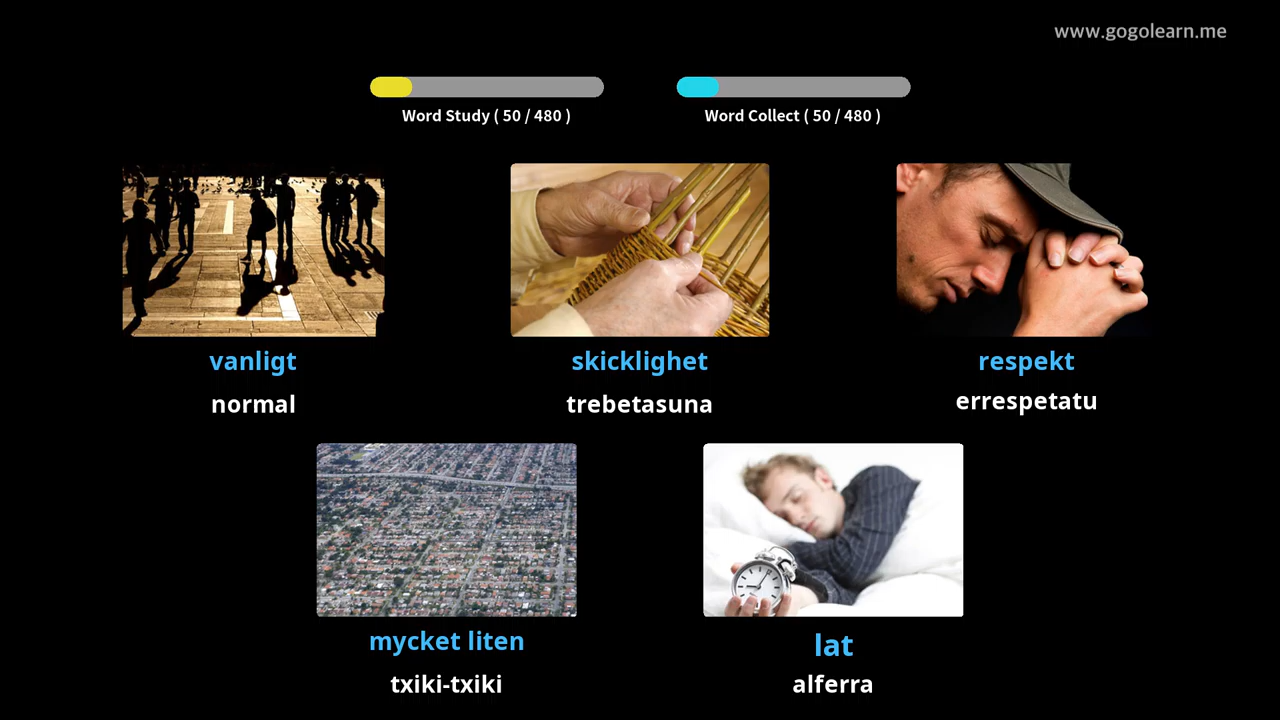 www.gogolearn.me
Word Study ( 50 / 480 )
Word Collect ( 50 / 480 )
vanligt
normal
skicklighet
trebetasuna
respekt
errespetatu
mycket liten
txiki-txiki
lat
alferra